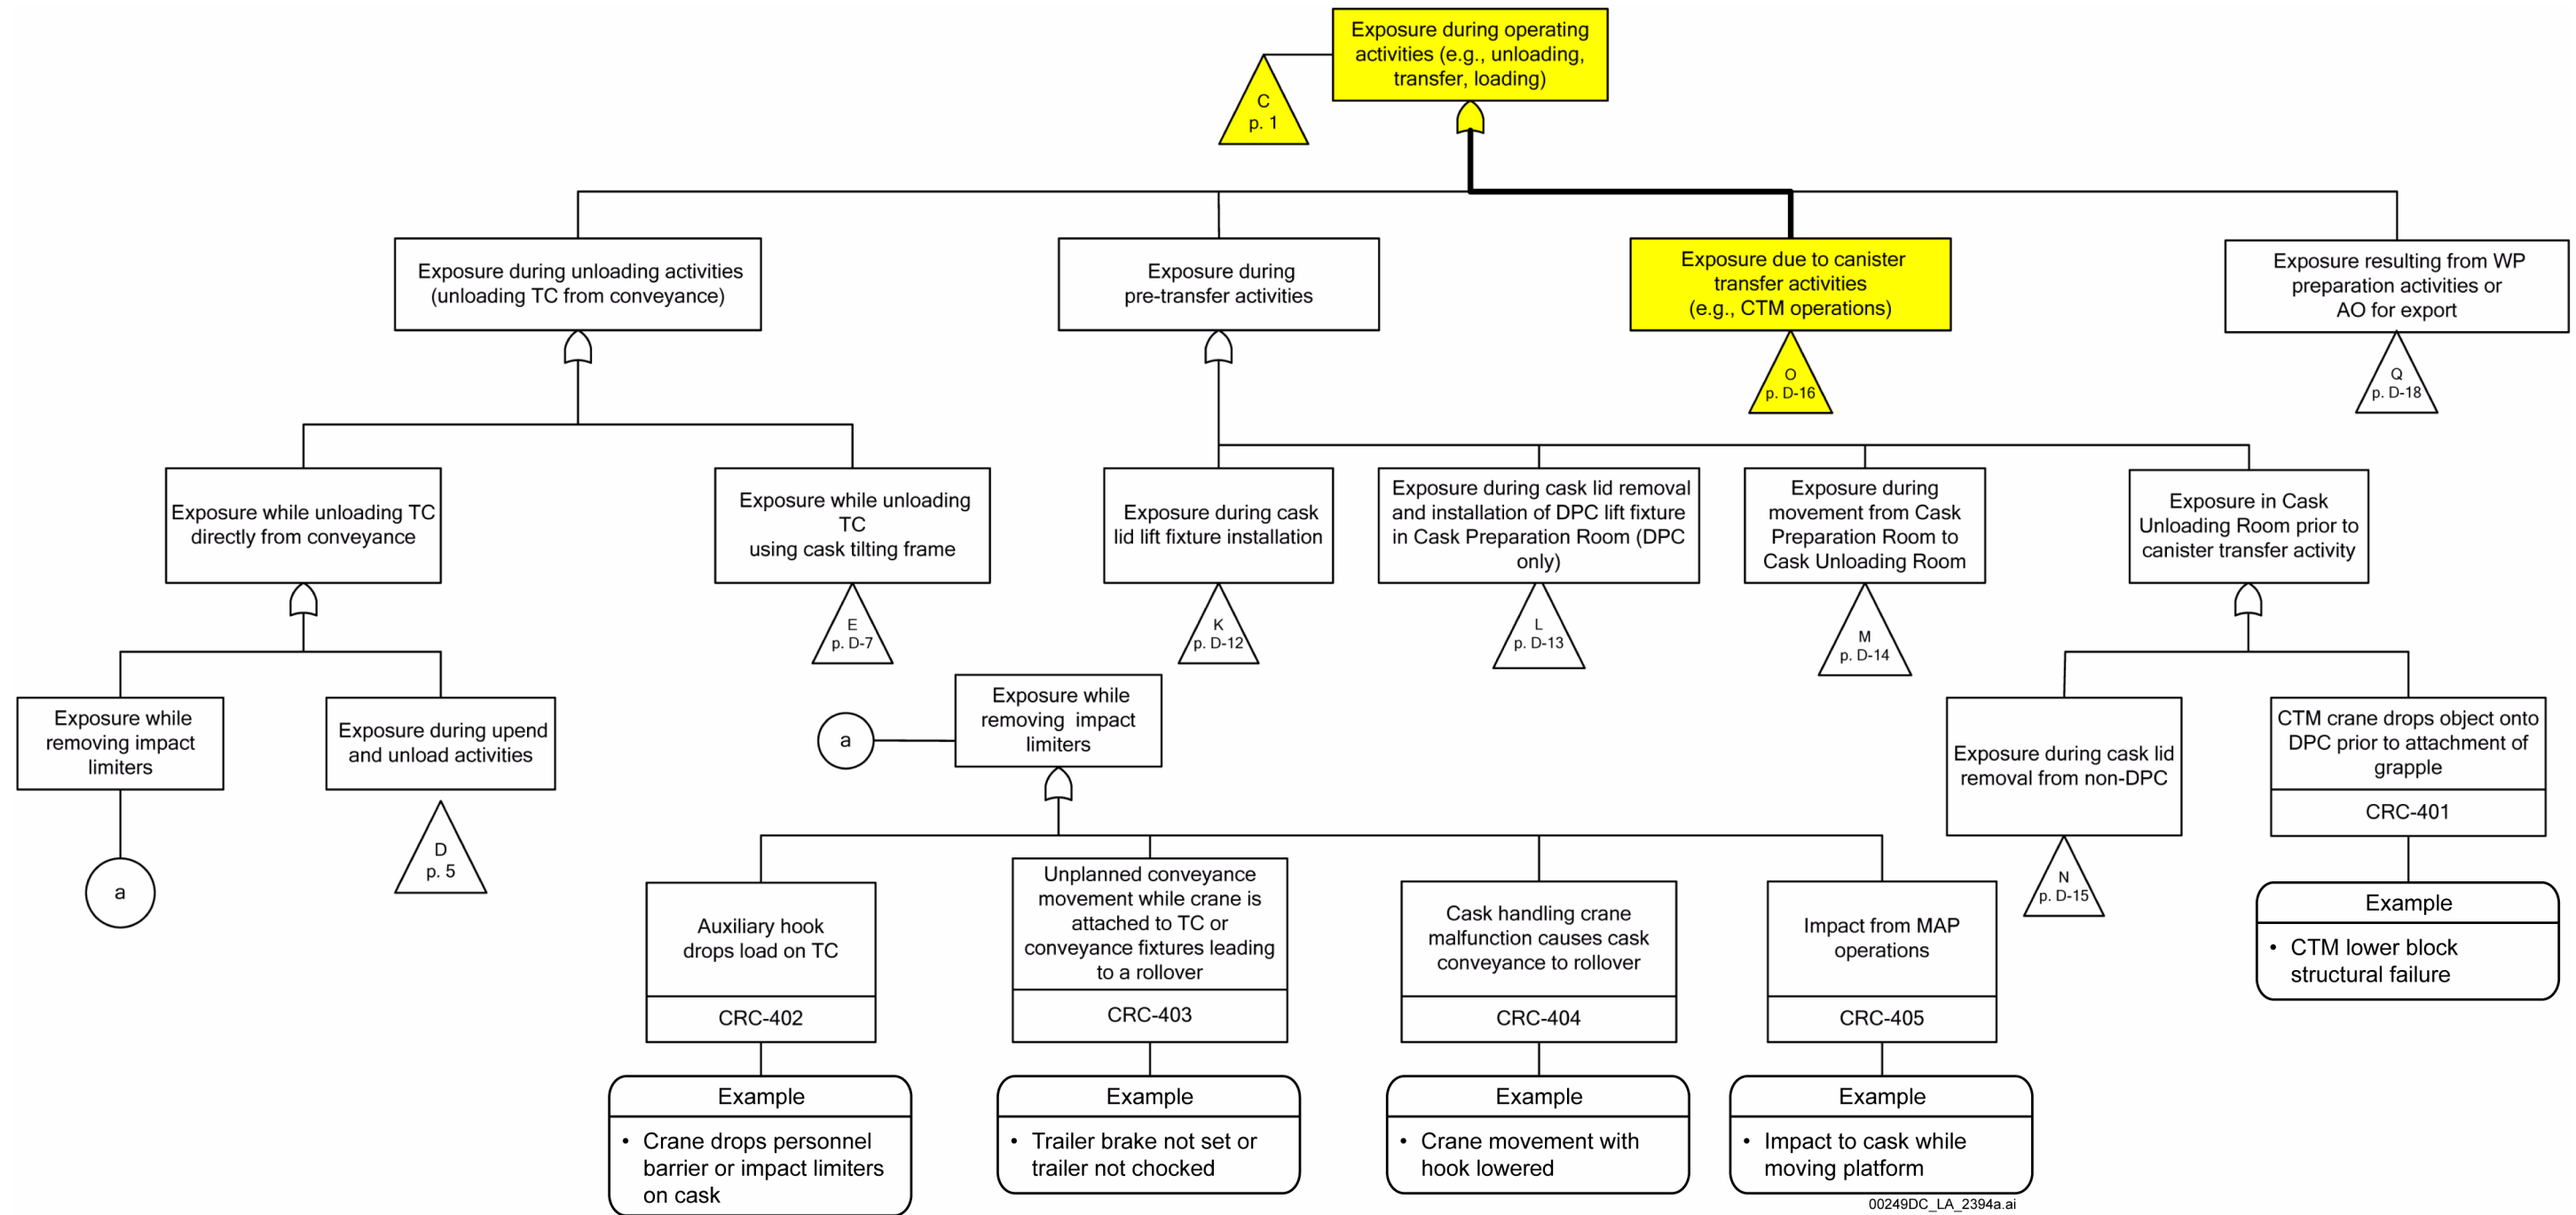 Exposure during operating
activities (e.g., unloading,
transfer, loading)
C
p. 1
Exposure during unloading activities
(unloading TC from conveyance)
Exposure during
pre-transfer activities
Exposure due to canister
transfer activities
(e.g., CTM operations)
Exposure resulting from WP
preparation activities or
AO for export
O
p. D-16
Q
p. D-18
Exposure while unloading TC
directly from conveyance
Exposure while unloading
TC
using cask tilting frame
Exposure during cask
lid lift fixture installation
Exposure during cask lid removal
and installation of DPC lift fixture
in Cask Preparation Room (DPC
only)
Exposure during
movement from Cask
Preparation Room to
Cask Unloading Room
Exposure in Cask
Unloading Room prior to
canister transfer activity
E
p. D-7
K
p. D-12
L
p. D-13
M
p. D-14
Exposure while
removing impact
limiters
Exposure during upend
and unload activities
a
Exposure while
removing impact
limiters
Exposure during cask lid
removal from non-DPC
CTM crane drops object onto
DPC prior to attachment of
grapple
CRC-401
a
D
p. 5
N
p. D-15
Example
• CTM lower block
structural failure
Auxiliary hook
drops load on TC
CRC-402
Unplanned conveyance
movement while crane is
attached to TC or
conveyance fixtures leading
to a rollover
CRC-403
Cask handling crane
malfunction causes cask
conveyance to rollover
CRC-404
Impact from MAP
operations
CRC-405
Example
• Crane drops personnel
barrier or impact limiters
on cask
Example
• Trailer brake not set or
trailer not chocked
Example
• Crane movement with
hook lowered
Example
• Impact to cask while
moving platform
00249DC_LA_2394a.ai